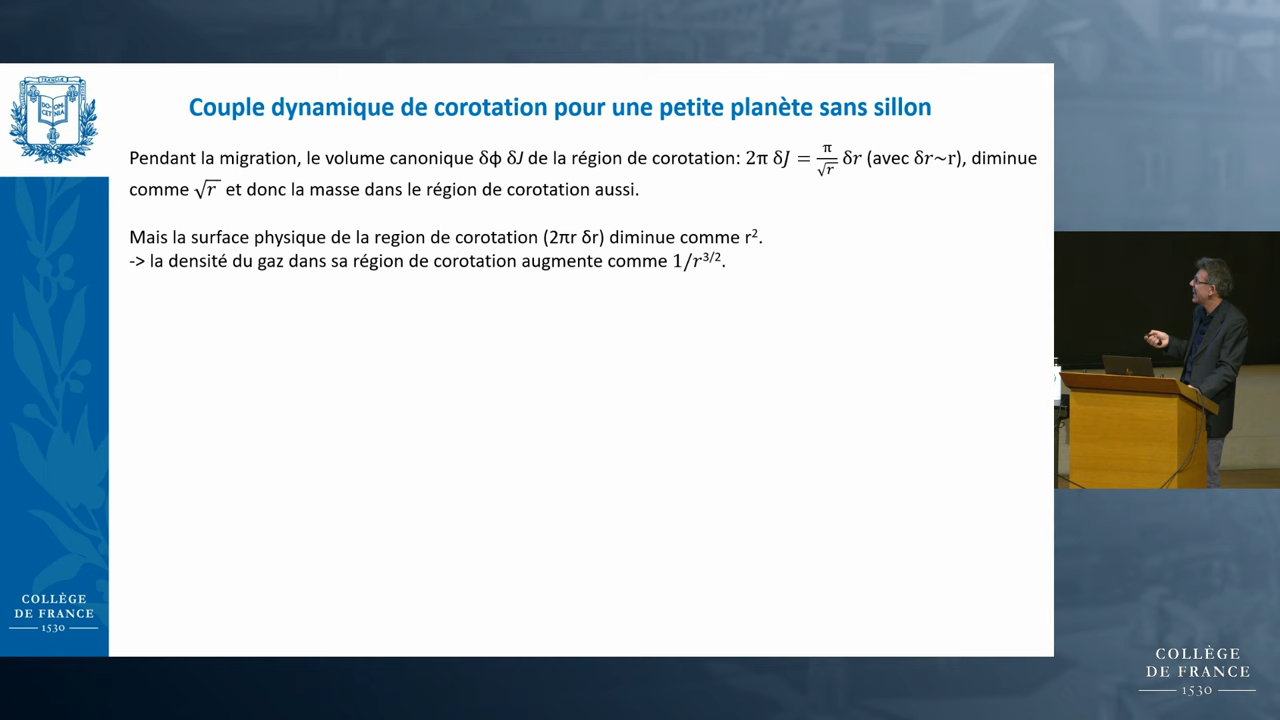 Couple dynamique de corotation pour une petite planète sans sillon
Pendant la migration, le volume canonique δϕ δJ de la région de corotation: 2π δJ = π/√r δr (avec δr~r), diminue
comme √r et donc la masse dans le région de corotation aussi.
Mais la surface physique de la region de corotation (2πr δr) diminue comme r².
-> la densité du gaz dans sa région de corotation augmente comme 1/r^3/2.
COLLÈGE
DE FRANCE
1530
COLLÈGE
DE FRANCE
1530